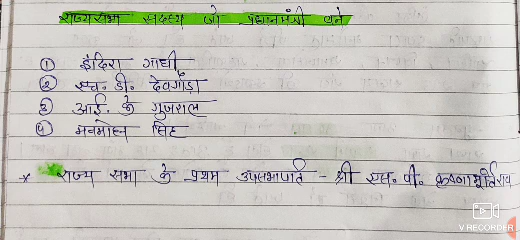 राज्यसभा सदस्य जो प्रधानमंत्री बने
① इंदिरा गाँधी
② एच. डी. देवगौड़ा
③ आई. के गुजराल
④ मनमोहन सिंह
* राज्य सभा के प्रथम उपसभापति - श्री एस. वी. कृष्णामूर्तिराव
V RECORDER